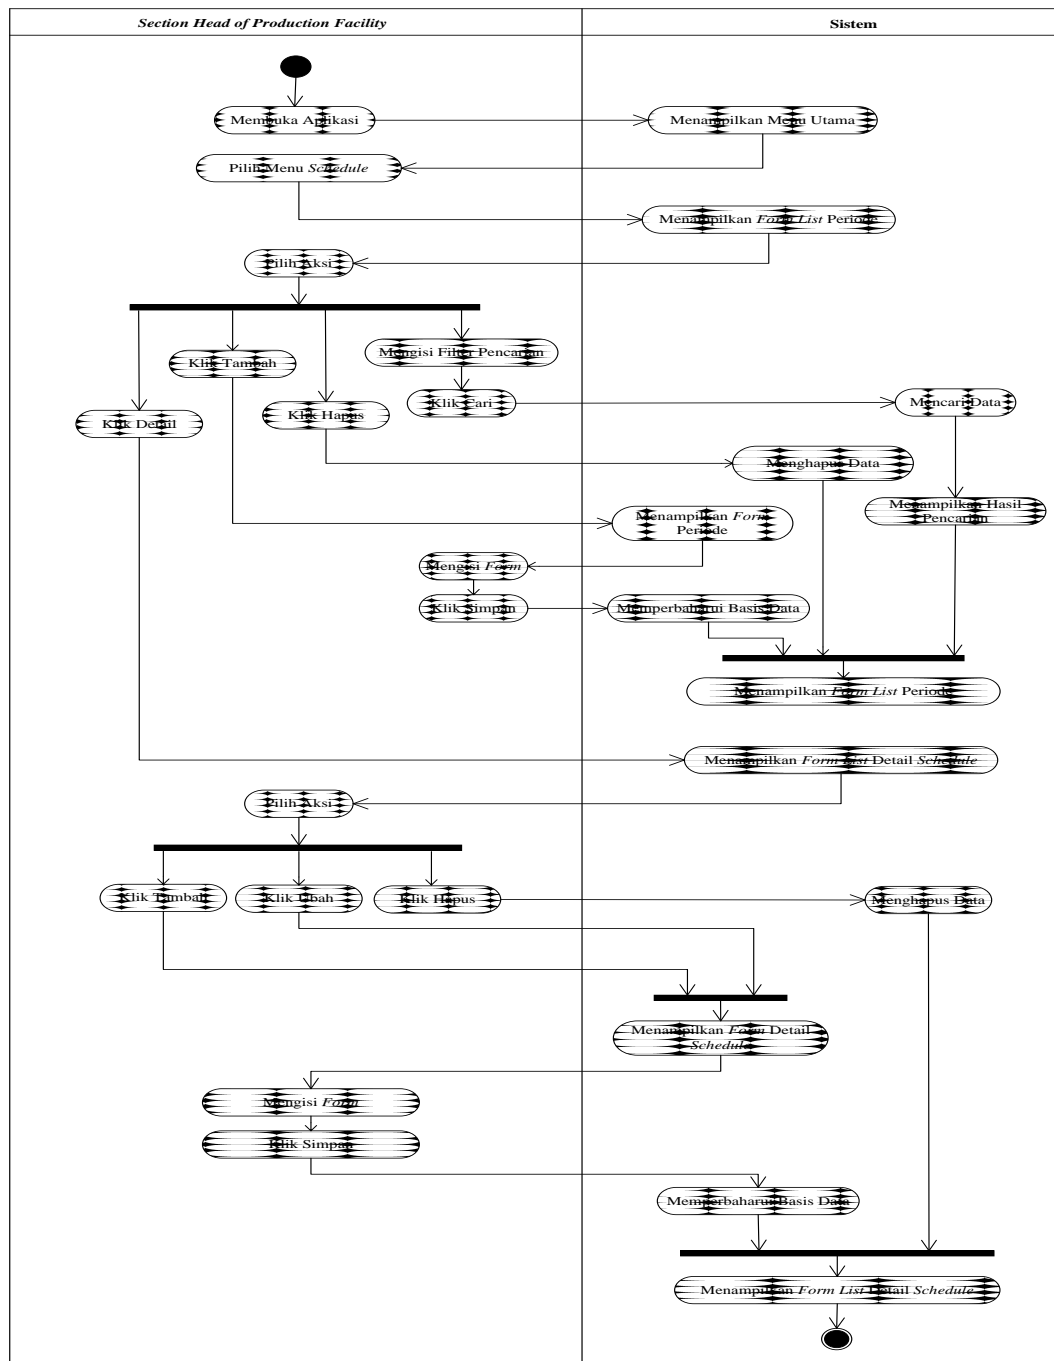 Section Head of Production Facility
Sistem
Membuka Aplikasi
Menampilkan Menu Utama
Pilih Menu Schedule
Menampilkan Form List Periode
Pilih Aksi
Mengisi Filter Pencarian
Klik Tambah
Klik Cari
Mencari Data
Klik Hapus
Klik Detail
Menghapus Data
Menampilkan Hasil
Pencarian
Menampilkan Form
Periode
Mengisi Form
Klik Simpan
Memperbaharui Basis Data
Menampilkan Form List Periode
Menampilkan Form List Detail Schedule
Pilih Aksi
Klik Tambah
Klik Ubah
Klik Hapus
Menghapus Data
Menampilkan Form Detail
Schedule
Mengisi Form
Klik Simpan
Memperbaharui Basis Data
Menampilkan Form List Detail Schedule